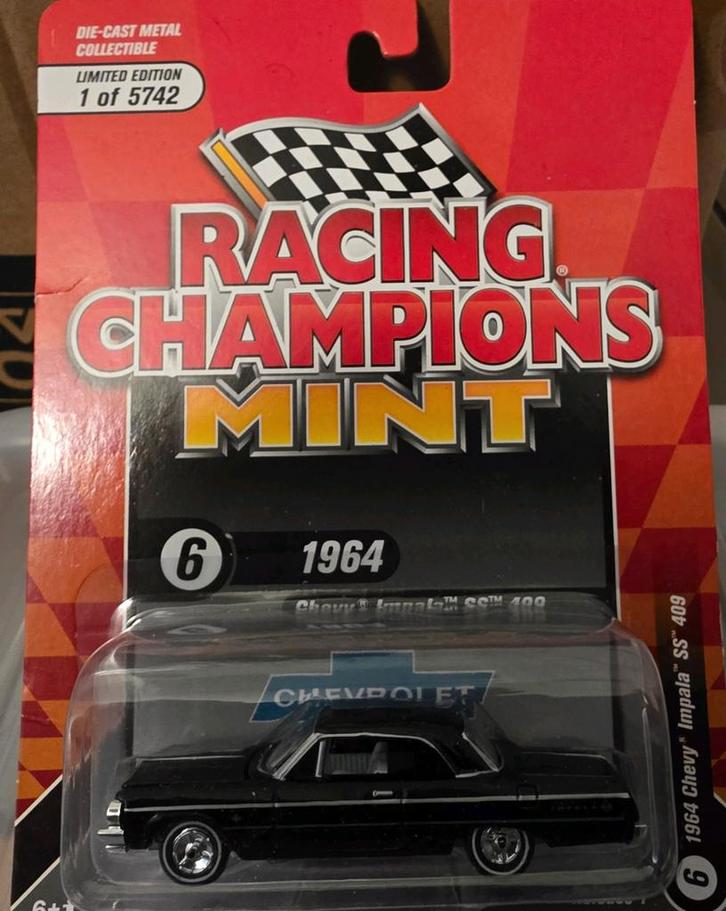 DIE-CAST METAL
COLLECTIBLE
LIMITED EDITION
1 of 5742
RACING
CHAMPIONS®
MINT
6 1964
Chevy® Impala™ SS™ 409
CHEVROLET
6 1964 Chevy® Impala™ SS™ 409